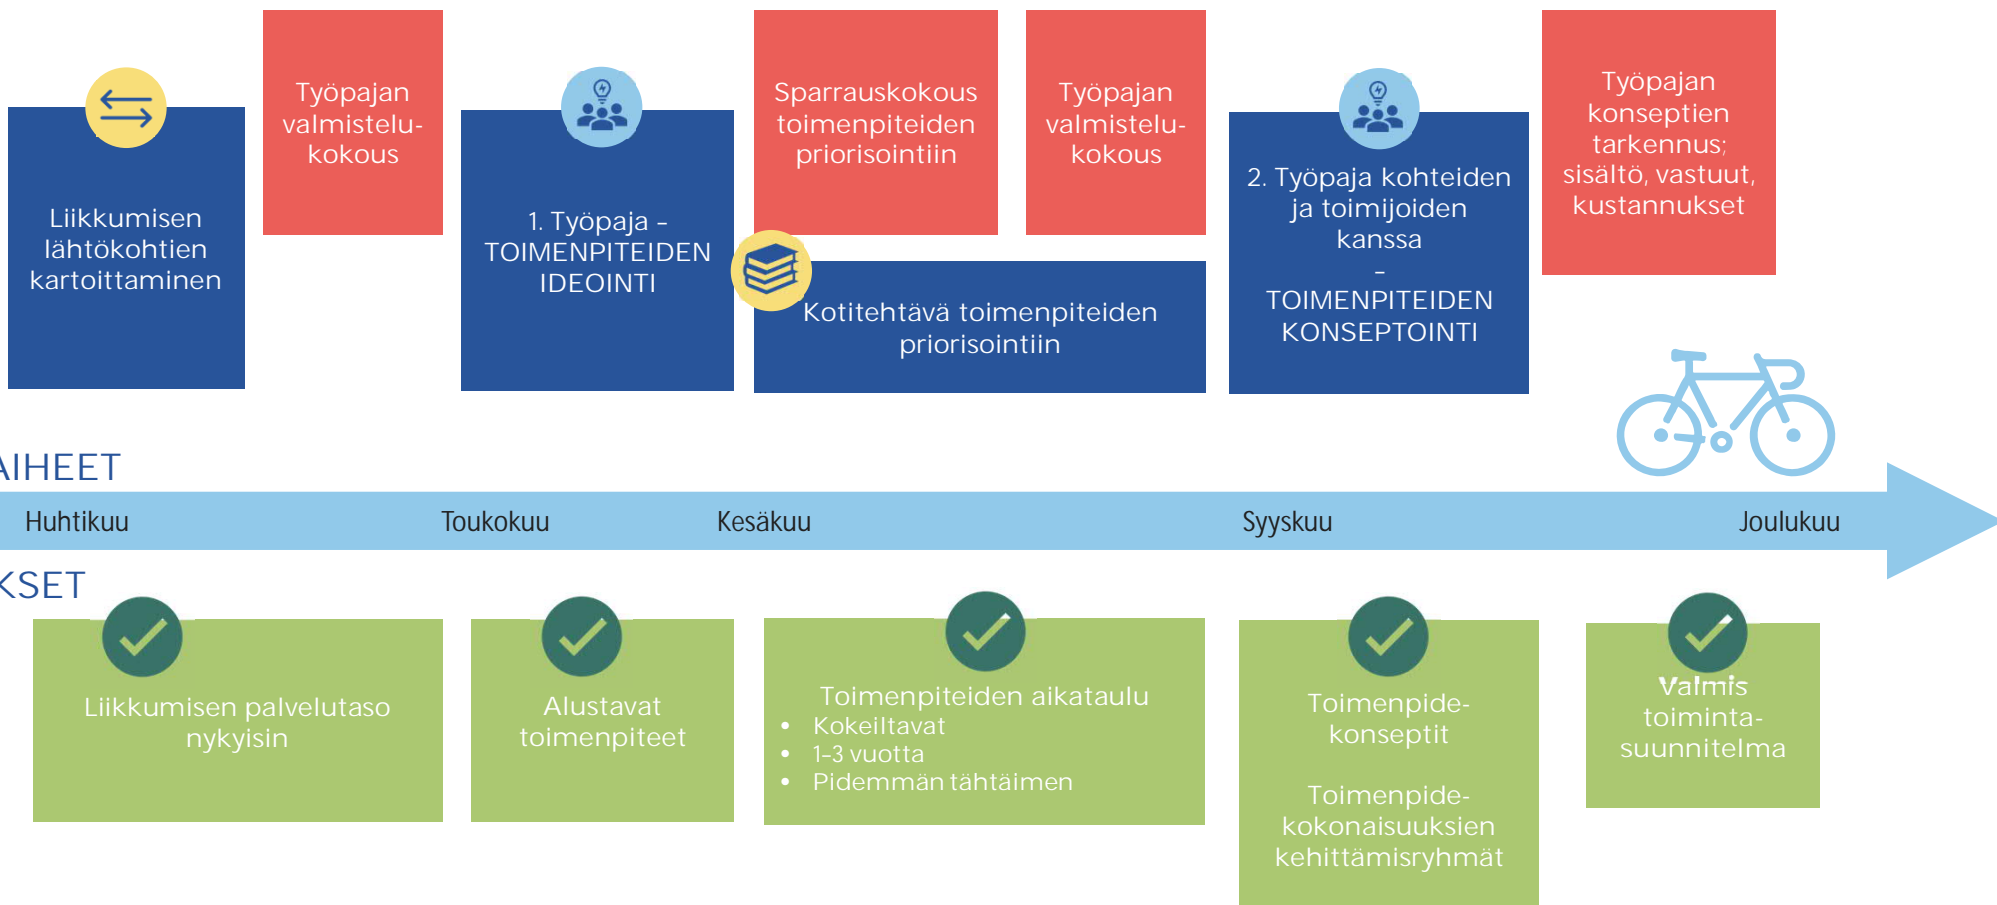 Liikkumisen
lähtökohtien
kartoittaminen
Työpajan
valmistelu-
kokous
1. Työpaja –
TOIMENPITEIDEN
IDEOINTI
Sparrauskokous
toimenpiteiden
priorisointiin
Työpajan
valmistelu-
kokous
Kotitehtävä toimenpiteiden
priorisointiin
2. Työpaja kohteiden
ja toimijoiden
kanssa
–
TOIMENPITEIDEN
KONSEPTOINTI
Työpajan
konseptien
tarkennus;
sisältö, vastuut,
kustannukset
AIHEET
Huhtikuu
Toukokuu
Kesäkuu
Syyskuu
Joulukuu
KSET
Liikkumisen palvelutaso
nykyisin
Alustavat
toimenpiteet
Toimenpiteiden aikataulu
• Kokeiltavat
• 1–3 vuotta
• Pidemmän tähtäimen
Toimenpide-
konseptit
Toimenpide-
kokonaisuuksien
kehittämisryhmät
Valmis
toiminta-
suunnitelma